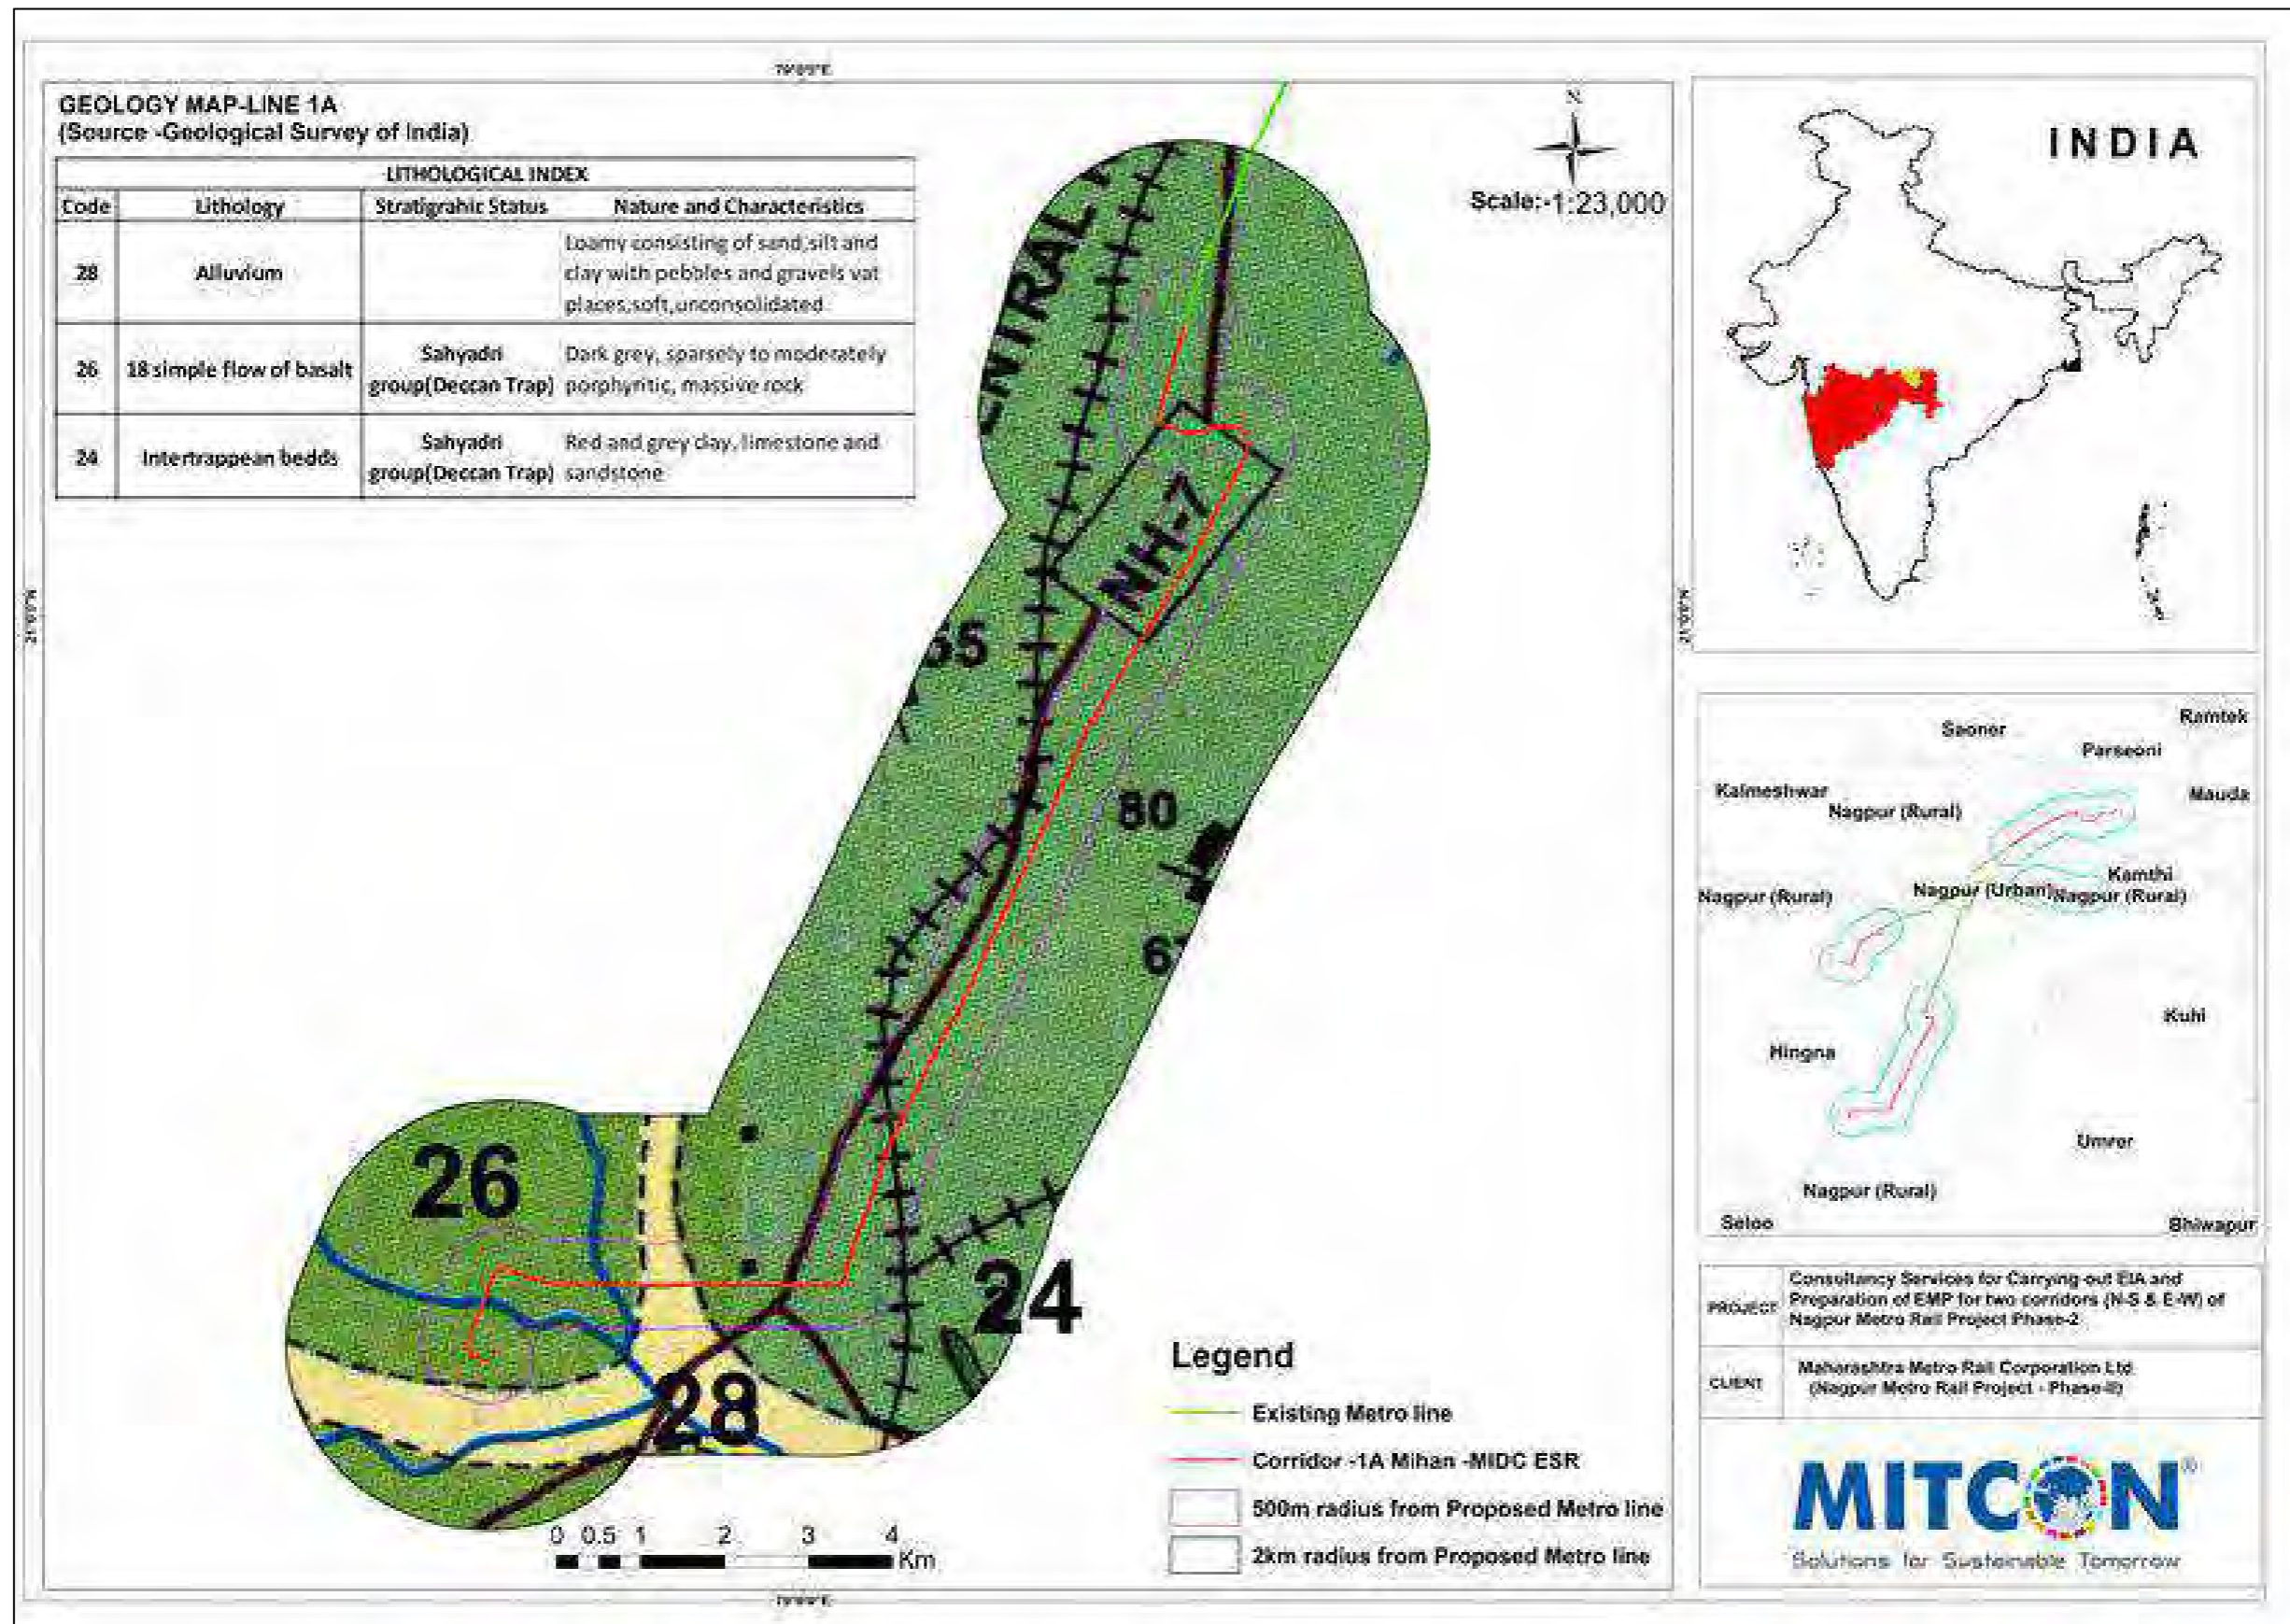 GEOLOGY MAP-LINE 1A
(Source -Geological Survey of India)
LITHOLOGICAL INDEX
Code Lithology Stratigrahic Status Nature and Characteristics
28 Alluvium Loamy consisting of sand,silt and
clay with pebbles and gravels vat
places,soft,unconsolidated
26 18 simple flow of basalt Sahyadri
group(Deccan Trap) Dark grey, sparsely to moderately
porphyritic, massive rock
24 Intertrappean bedds Sahyadri
group(Deccan Trap) Red and grey clay, limestone and
sandstone
N
Scale:-1:23,000
ENTRAL
NH-7
55
80
6
26
24
28
0 0.5 1 2 3 4
Km
Legend
Existing Metro line
Corridor -1A Mihan -MIDC ESR
500m radius from Proposed Metro line
2km radius from Proposed Metro line
INDIA
Saoner
Ramtek
Parseoni
Kalmeshwar
Nagpur (Rural)
Mauda
Kamthi
Nagpur (Rural)
Nagpur (Urban)
Nagpur (Rural)
Kuhi
Hingna
Umrer
Nagpur (Rural)
Seloo
Bhiwapur
PROJECT
Consultancy Services for Carrying-out EIA and
Preparation of EMP for two corridors (N-S & E-W) of
Nagpur Metro Rail Project Phase-2
CLIENT
Maharashtra Metro Rail Corporation Ltd
(Nagpur Metro Rail Project - Phase-II)
MITCON®
Solutions for Sustainable Tomorrow